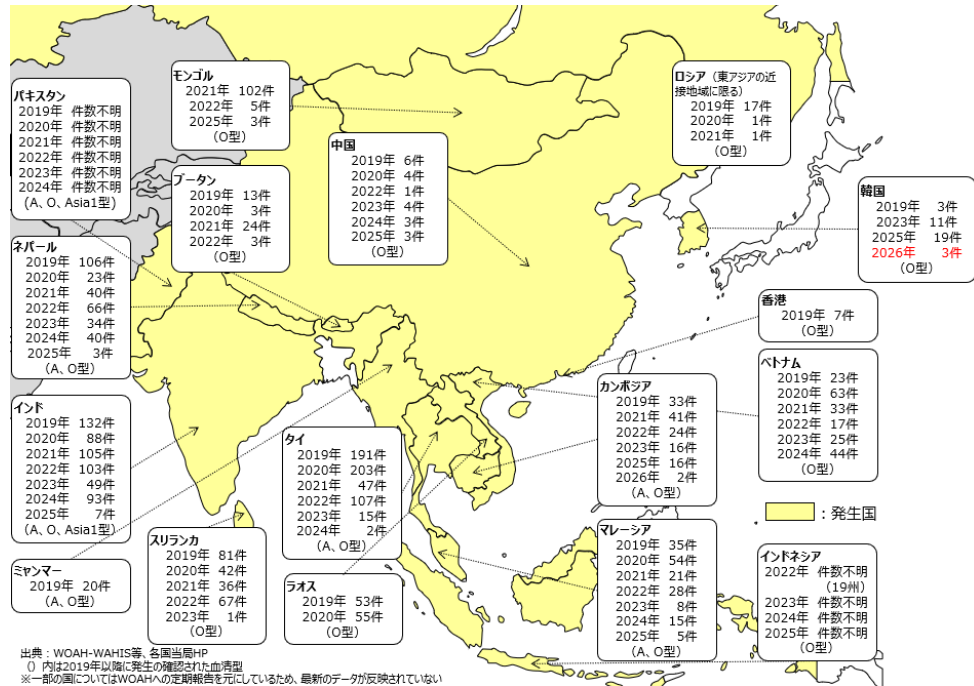 パキスタン
2019年 件数不明
2020年 件数不明
2021年 件数不明
2022年 件数不明
2023年 件数不明
2024年 件数不明
(A、O、Asia1型)
モンゴル
2021年 102件
2022年 5件
2025年 3件
(O型)
ロシア（東アジアの近
接地域に限る）
2019年 17件
2020年 1件
2021年 1件
(O型)
中国
2019年 6件
2020年 4件
2022年 1件
2023年 4件
2024年 3件
2025年 3件
(O型)
ブータン
2019年 13件
2020年 3件
2021年 24件
2022年 3件
(O型)
韓国
2019年 3件
2023年 11件
2025年 19件
2026年 3件
(O型)
ネパール
2019年 106件
2020年 23件
2021年 40件
2022年 66件
2023年 34件
2024年 40件
2025年 3件
(A、O型)
香港
2019年 7件
(O型)
ベトナム
2019年 23件
2020年 63件
2021年 33件
2022年 17件
2023年 25件
2024年 44件
(O型)
カンボジア
2019年 33件
2021年 41件
2022年 24件
2023年 16件
2025年 16件
2026年 2件
(A、O型)
インド
2019年 132件
2020年 88件
2021年 105件
2022年 103件
2023年 49件
2024年 93件
2025年 7件
(A、O、Asia1型)
タイ
2019年 191件
2020年 203件
2021年 47件
2022年 107件
2023年 15件
2024年 2件
(A、O型)
：発生国
マレーシア
2019年 35件
2020年 54件
2021年 21件
2022年 28件
2023年 8件
2024年 15件
2025年 5件
(A、O型)
スリランカ
2019年 81件
2020年 42件
2021年 36件
2022年 67件
2023年 1件
(O型)
インドネシア
2022年 件数不明
(19州)
2023年 件数不明
2024年 件数不明
2025年 件数不明
(O型)
ミャンマー
2019年 20件
(A、O型)
ラオス
2019年 53件
2020年 55件
(O型)
出典：WOAH-WAHIS等、各国当局HP
（）内は2019年以降に発生の確認された血清型
※一部の国についてはWOAHへの定期報告を元にしているため、最新のデータが反映されていない